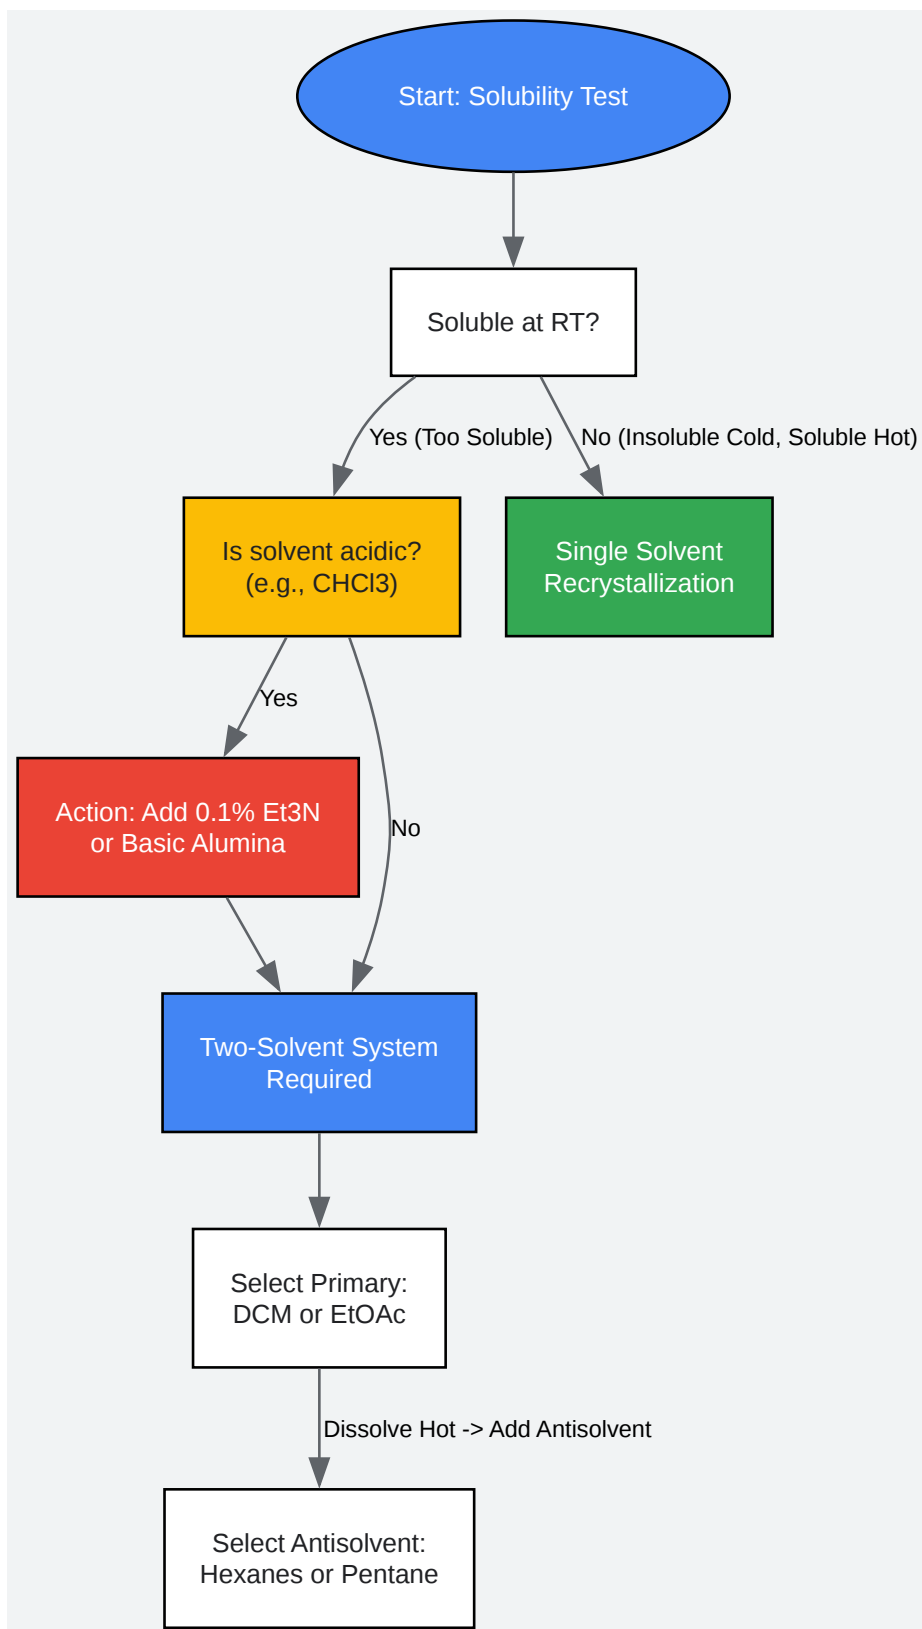 Start: Solubility Test
Soluble at RT?
Yes (Too Soluble)
No (Insoluble Cold, Soluble Hot)
Is solvent acidic?
(e.g., CHCl3)
Single Solvent
Recrystallization
Yes
Action: Add 0.1% Et3N
or Basic Alumina
No
Two-Solvent System
Required
Select Primary:
DCM or EtOAc
Dissolve Hot -> Add Antisolvent
Select Antisolvent:
Hexanes or Pentane